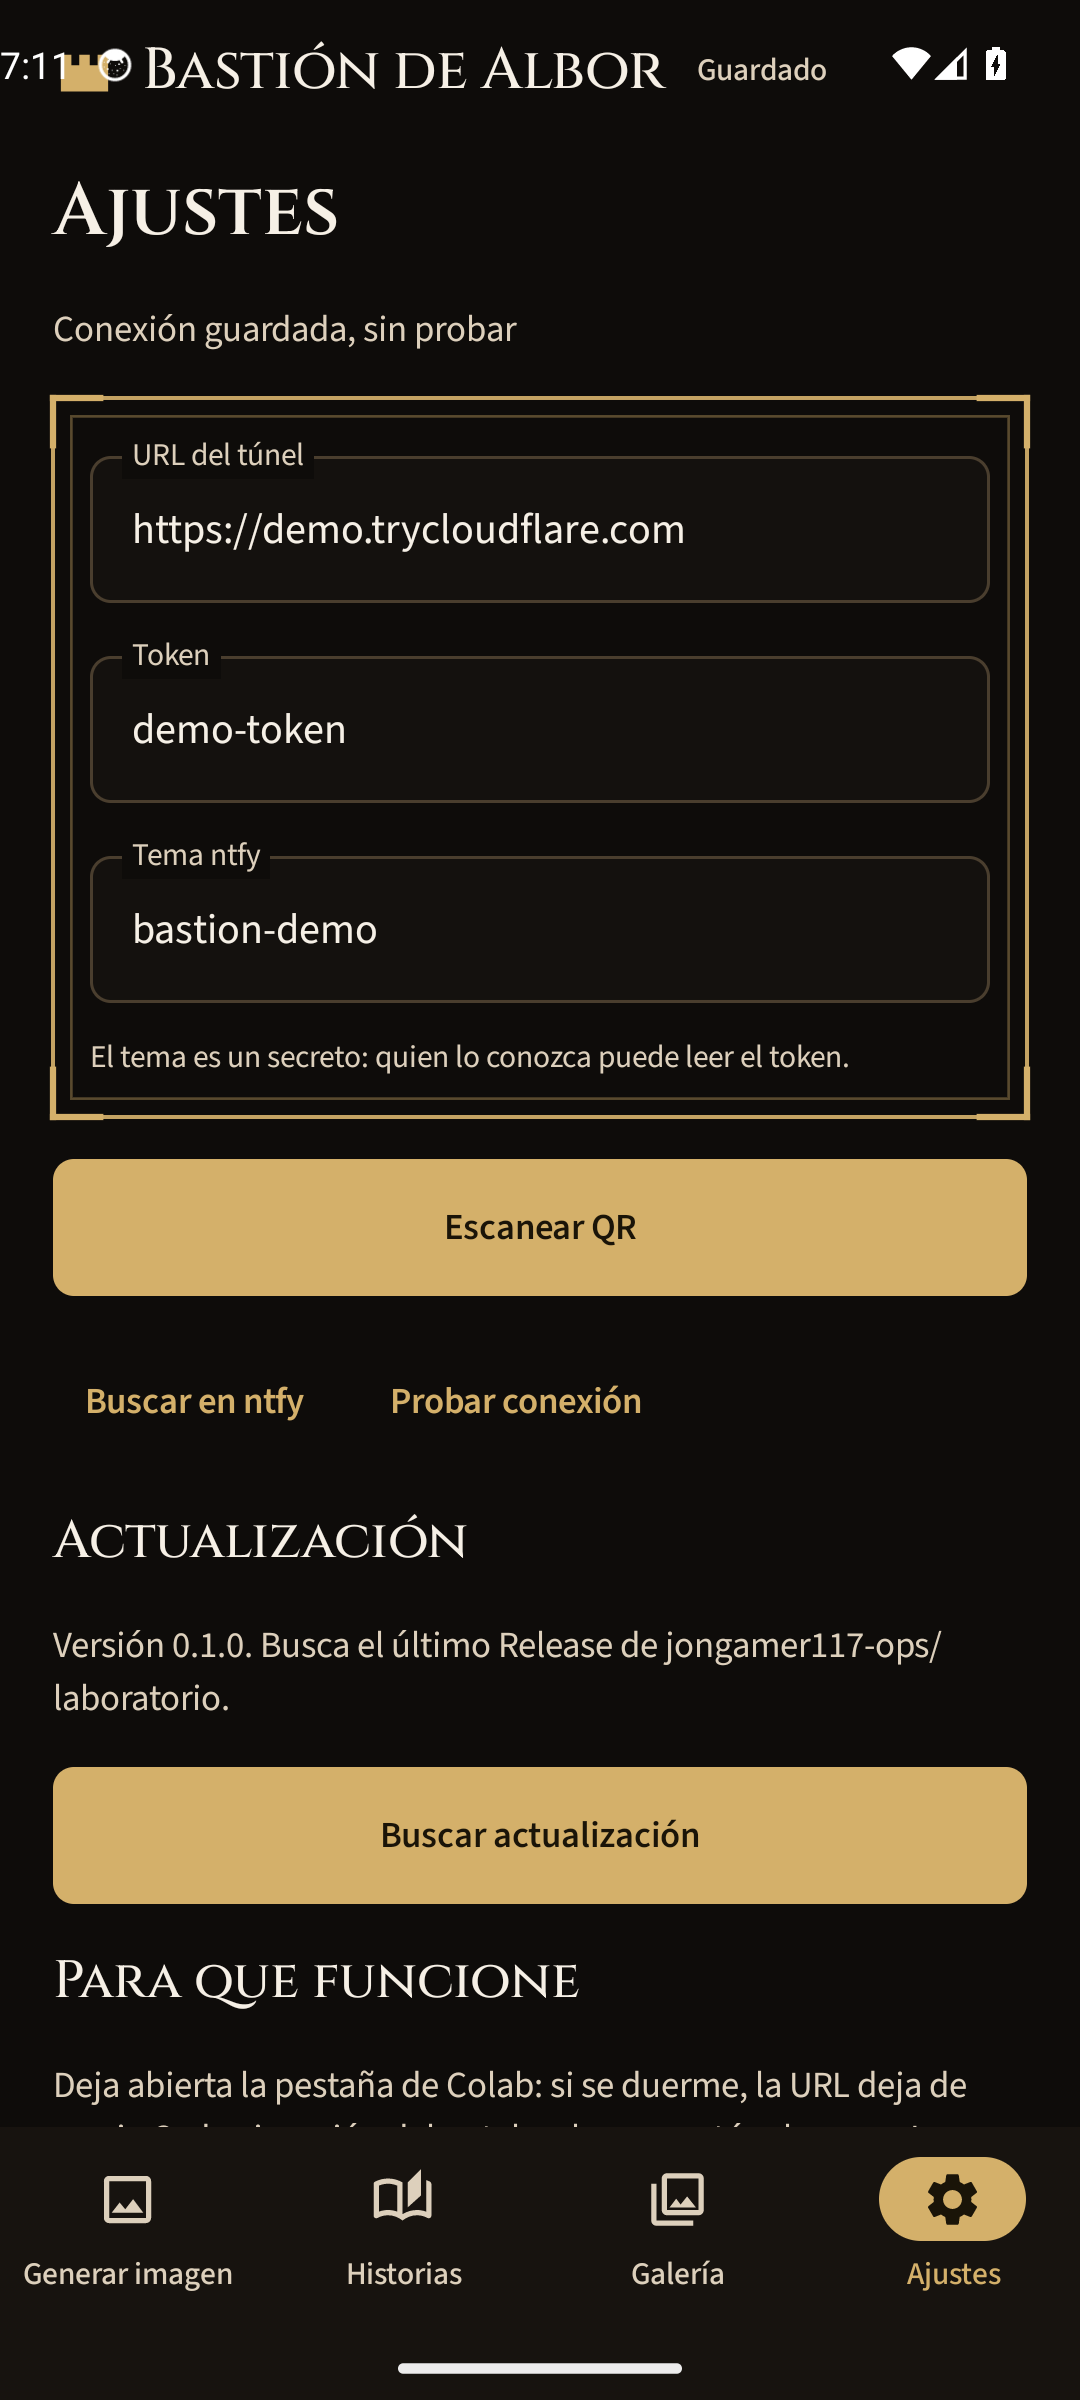 7:11 BASTIÓN DE ALBOR Guardado
AJUSTES
Conexión guardada, sin probar
URL del túnel
https://demo.trycloudflare.com
Token
demo-token
Tema ntfy
bastion-demo
El tema es un secreto: quien lo conozca puede leer el token.
Escanear QR
Buscar en ntfy Probar conexión
ACTUALIZACIÓN
Versión 0.1.0. Busca el último Release de jongamer117-ops/
laboratorio.
Buscar actualización
PARA QUE FUNCIONE
Deja abierta la pestaña de Colab: si se duerme, la URL deja de
Generar imagen Historias Galería Ajustes